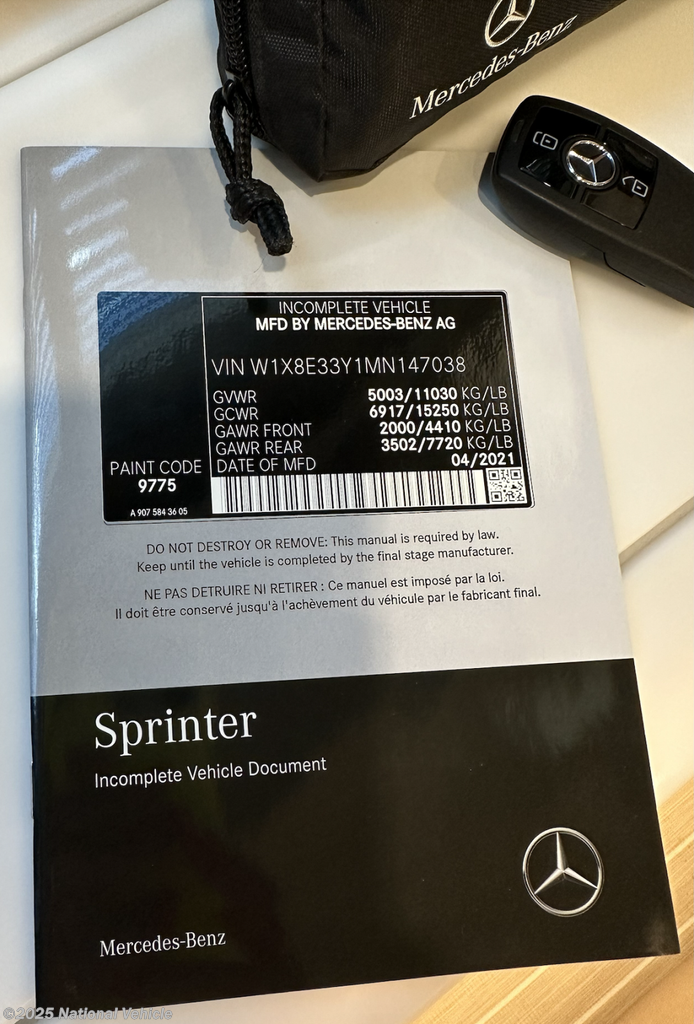 Mercedes-Benz
INCOMPLETE VEHICLE
MFD BY MERCEDES-BENZ AG
VIN W1X8E33Y1MN147038
GVWR 5003/11030 KG/LB
GCWR 6917/15250 KG/LB
GAWR FRONT 2000/4410 KG/LB
GAWR REAR 3502/7720 KG/LB
DATE OF MFD 04/2021
PAINT CODE
9775
A 907 584 36 05
DO NOT DESTROY OR REMOVE: This manual is required by law.
Keep until the vehicle is completed by the final stage manufacturer.
NE PAS DETRUIRE NI RETIRER : Ce manuel est imposé par la loi.
Il doit être conservé jusqu'à l'achèvement du véhicule par le fabricant final.
Sprinter
Incomplete Vehicle Document
Mercedes-Benz
©2025 National Vehicle